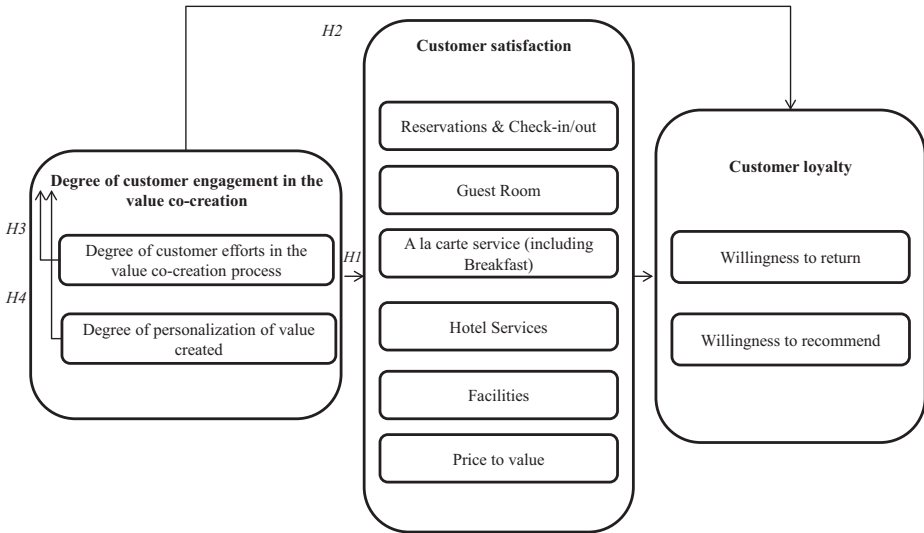 H2
Customer satisfaction
Reservations & Check-in/out
Customer loyalty
Guest Room
Degree of customer engagement in the
value co-creation
H3
Degree of customer efforts in the
value co-creation process
H1
A la carte service (including
Breakfast)
Willingness to return
H4
Degree of personalization of value
created
Hotel Services
Willingness to recommend
Facilities
Price to value